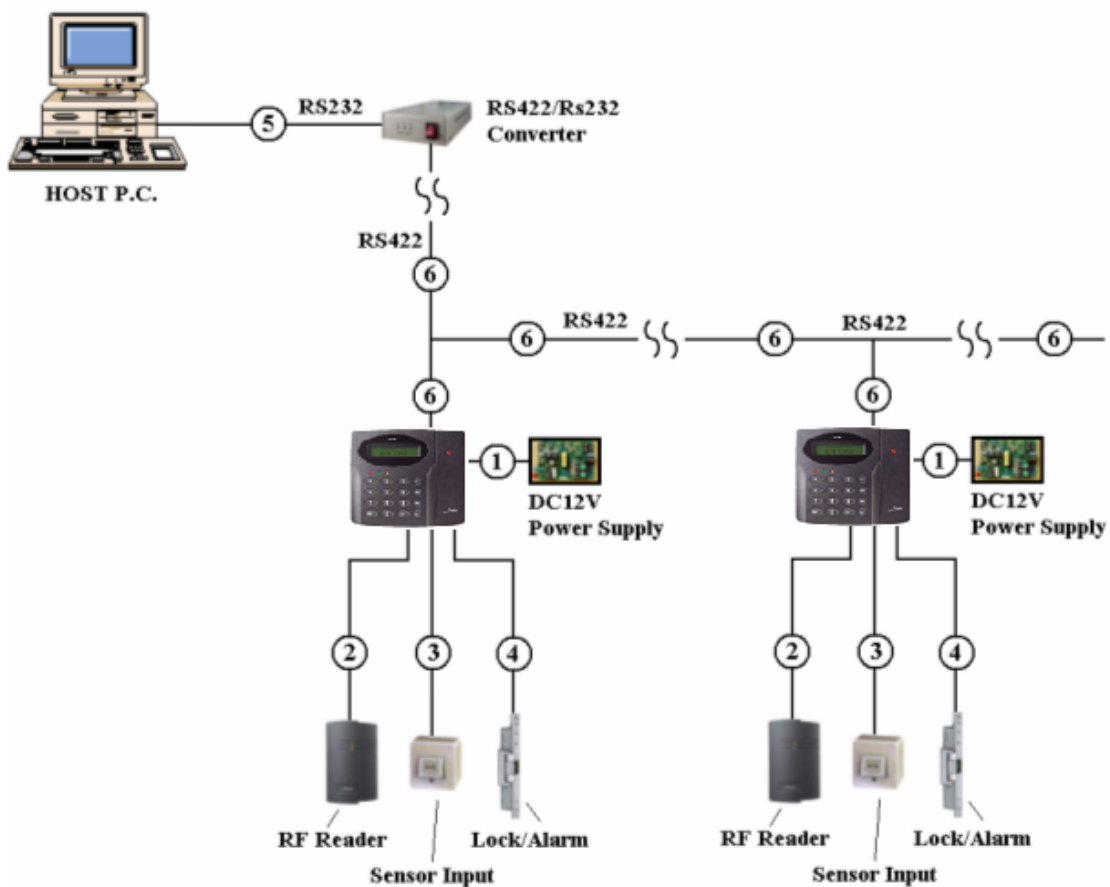 RS232
5
RS422/Rs232
Converter
HOST P.C.
RS422
6
RS422
RS422
6
6
6
6
6
1
1
DC12V
Power Supply
DC12V
Power Supply
2
3
4
2
3
4
RF Reader
Lock/Alarm
RF Reader
Lock/Alarm
Sensor Input
Sensor Input